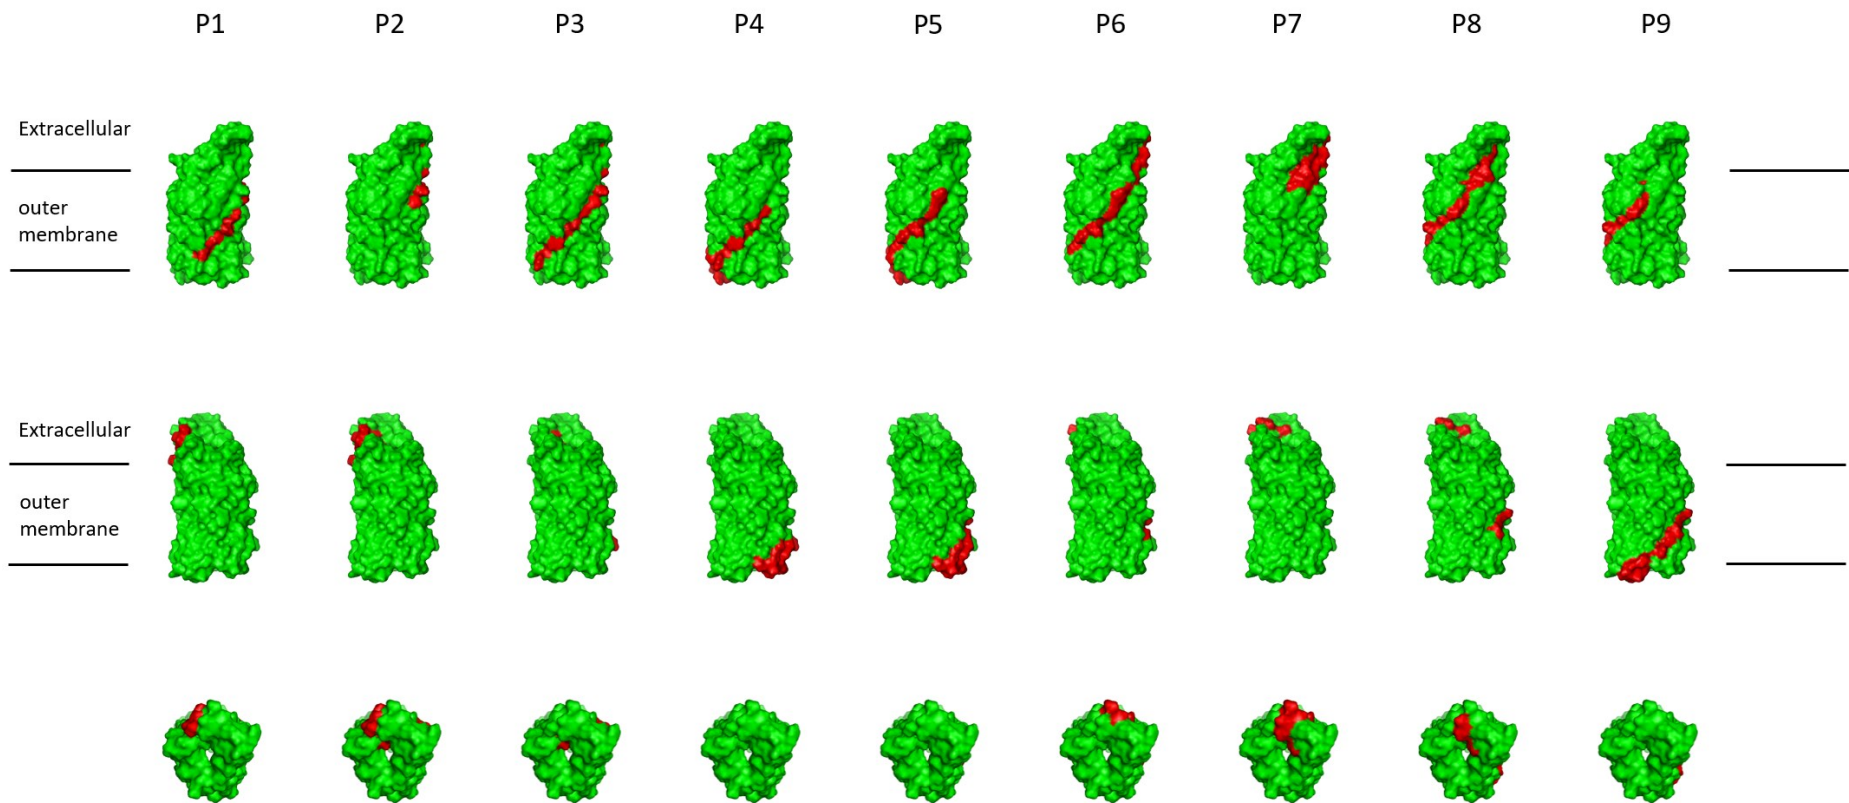 P1 P2 P3 P4 P5 P6 P7 P8 P9
Extracellular
outer
membrane
Extracellular
outer
membrane